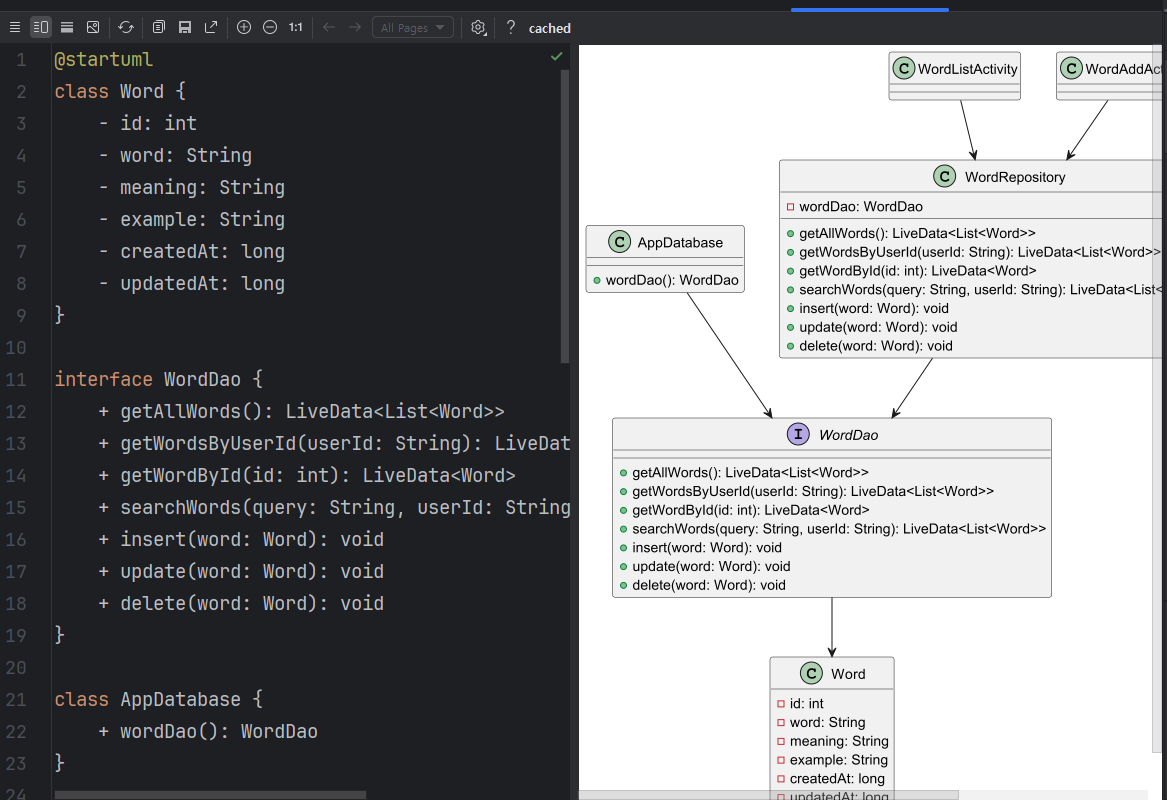 1:1
All Pages
?
cached
1 @startuml
2 class Word {
3 - id: int
4 - word: String
5 - meaning: String
6 - example: String
7 - createdAt: long
8 - updatedAt: long
9 }
10
11 interface WordDao {
12 + getAllWords(): LiveData<List<Word>>
13 + getWordsByUserId(userId: String): LiveDat
14 + getWordById(id: int): LiveData<Word>
15 + searchWords(query: String, userId: String
16 + insert(word: Word): void
17 + update(word: Word): void
18 + delete(word: Word): void
19 }
20
21 class AppDatabase {
22 + wordDao(): WordDao
23 }
24
C WordListActivity
C WordAddAct
C WordRepository
wordDao: WordDao
getAllWords(): LiveData<List<Word>>
getWordsByUserId(userId: String): LiveData<List<Word>>
getWordById(id: int): LiveData<Word>
searchWords(query: String, userId: String): LiveData<List<
insert(word: Word): void
update(word: Word): void
delete(word: Word): void
C AppDatabase
wordDao(): WordDao
I WordDao
getAllWords(): LiveData<List<Word>>
getWordsByUserId(userId: String): LiveData<List<Word>>
getWordById(id: int): LiveData<Word>
searchWords(query: String, userId: String): LiveData<List<Word>>
insert(word: Word): void
update(word: Word): void
delete(word: Word): void
C Word
id: int
word: String
meaning: String
example: String
createdAt: long
updatedAt: long